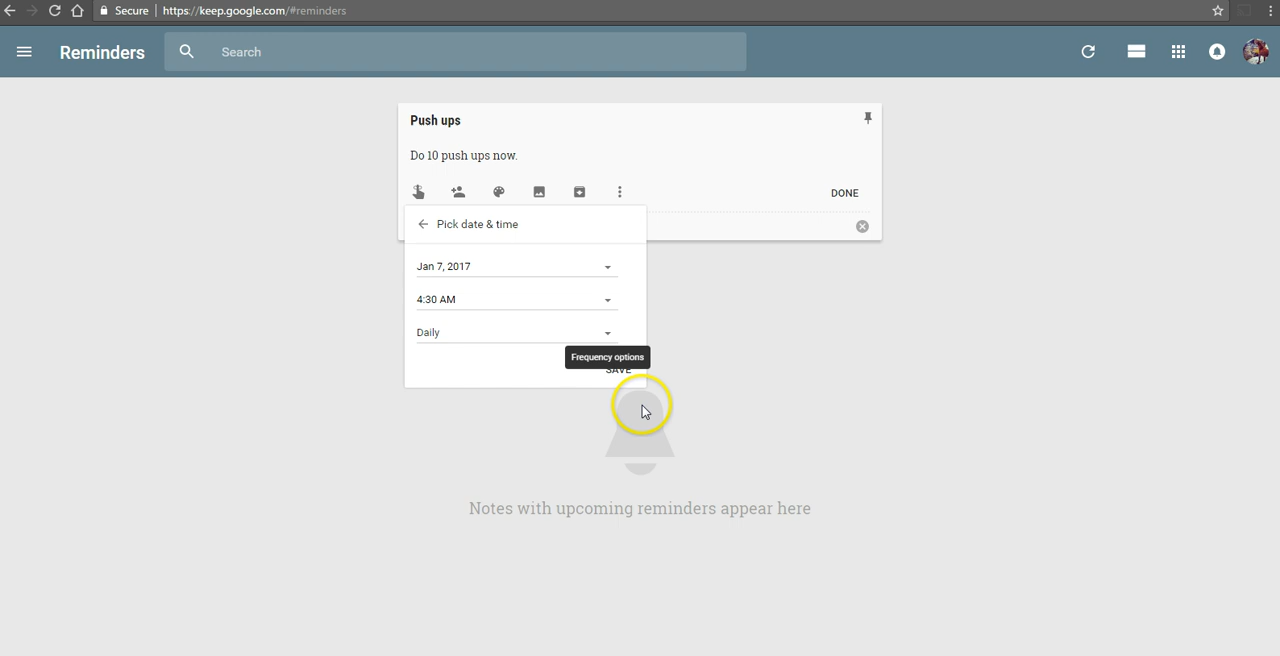 Secure https://keep.google.com/#reminders
Reminders Search
Push ups
Do 10 push ups now.
DONE
Pick date & time
Jan 7, 2017
4:30 AM
Daily
Frequency options
SAVE
Notes with upcoming reminders appear here